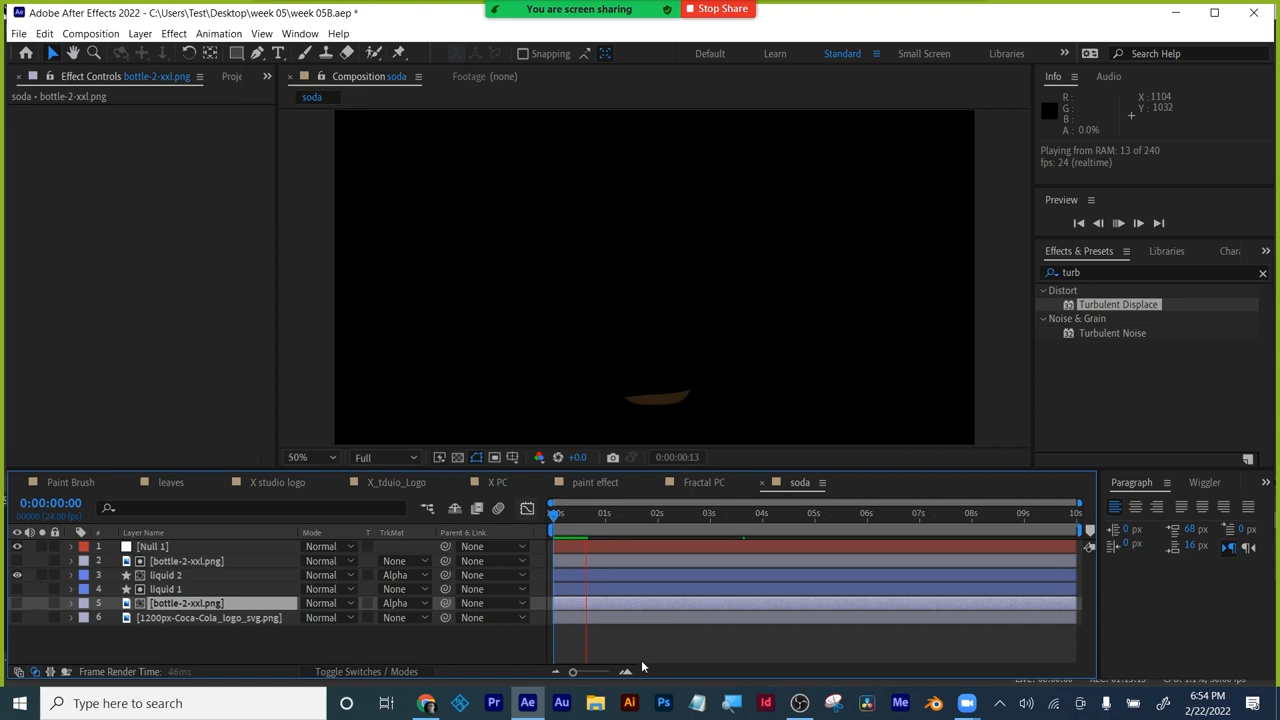 You are screen sharing
Stop Share
Adobe After Effects 2022 - C:\Users\Test\Desktop\week 05\week 05B.aep *
File Edit Composition Layer Effect Animation View Window Help
Snapping
Default Learn Standard Small Screen Libraries
Search Help
Effect Controls bottle-2-xxl.png
Proje
Composition soda
Footage (none)
Info Audio
soda • bottle-2-xxl.png
soda
R :
G :
B :
A : 0.0%
X : 1104
Y : 1032
Playing from RAM: 13 of 240
fps: 24 (realtime)
Preview
Effects & Presets Libraries Chara
turb
Distort
Turbulent Displace
Noise & Grain
Turbulent Noise
50% Full +0.0 0:00:00:13
Paint Brush leaves X studio logo X_tduio_Logo X PC paint effect Fractal PC soda
Paragraph Wiggler
0:00:00:00
00000 (24.00 fps)
:00s 01s 02s 03s 04s 05s 06s 07s 08s 09s 10s
0 px 68 px 0 px
0 px 16 px
# Layer Name Mode T TrkMat Parent & Link
1 [Null 1] Normal None
2 [bottle-2-xxl.png] Normal None None
3 liquid 2 Normal Alpha None
4 liquid 1 Normal None None
5 [bottle-2-xxl.png] Normal Alpha None
6 [1200px-Coca-Cola_logo_svg.png] Normal None None
Frame Render Time: 46ms
Toggle Switches / Modes
Type here to search
6:54 PM
2/22/2022